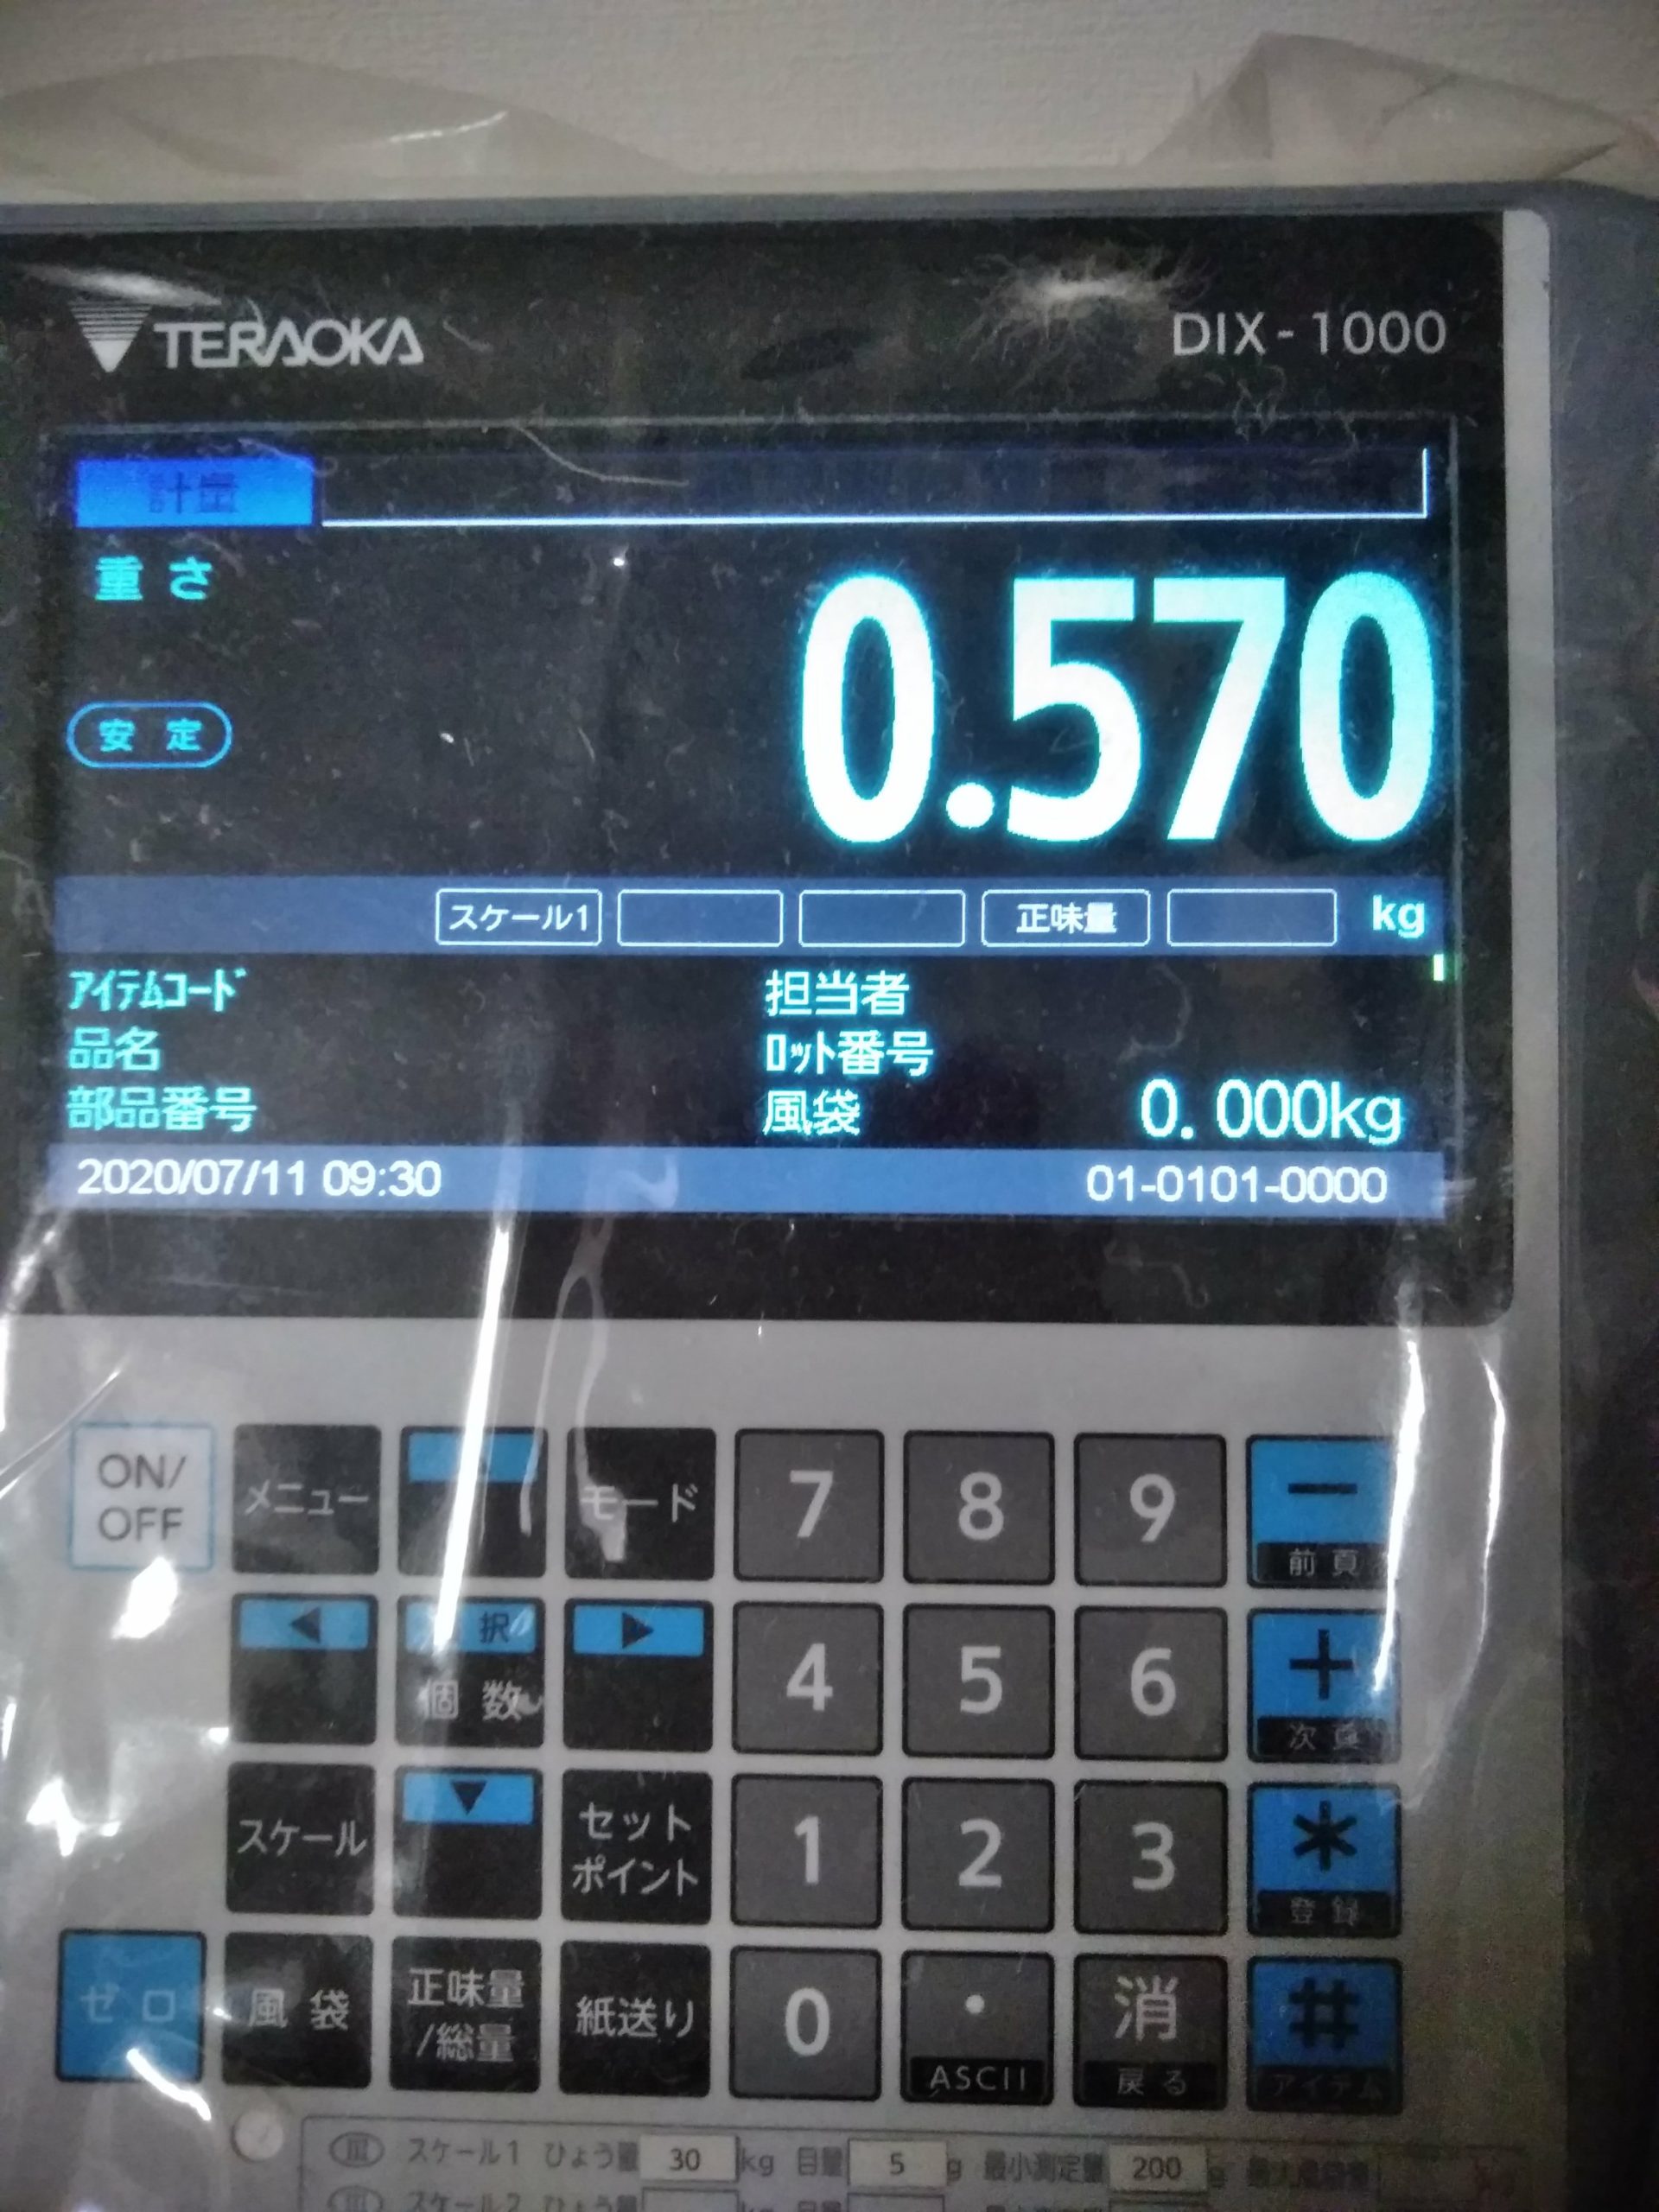 TERAOKA
DIX-1000
計量
重さ
0.570
安定
スケール1 正味量 kg
ｱｲﾃﾑｺｰﾄﾞ 担当者
品名 ﾛｯﾄ番号
部品番号 風袋 0.000kg
2020/07/11 09:30 01-0101-0000
ON/OFF メニュー モード 7 8 9 −
前頁
択
個数 4 5 6 +
次頁
スケール セットポイント 1 2 3 *
登録
ゼロ 風袋 正味量/総量 紙送り 0 . 消 #
ASCII 戻る アイテム
III スケール1 ひょう量 30 kg 目量 5 g 最小測定量 200 g
スケール2 ひょう量